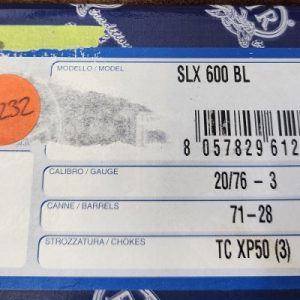 232
MODELLO / MODEL SLX 600 BL
8 057829 612
CALIBRO / GAUGE 20/76 - 3
CANNE / BARRELS 71-28
STROZZATURA / CHOKES TC XP50 (3)